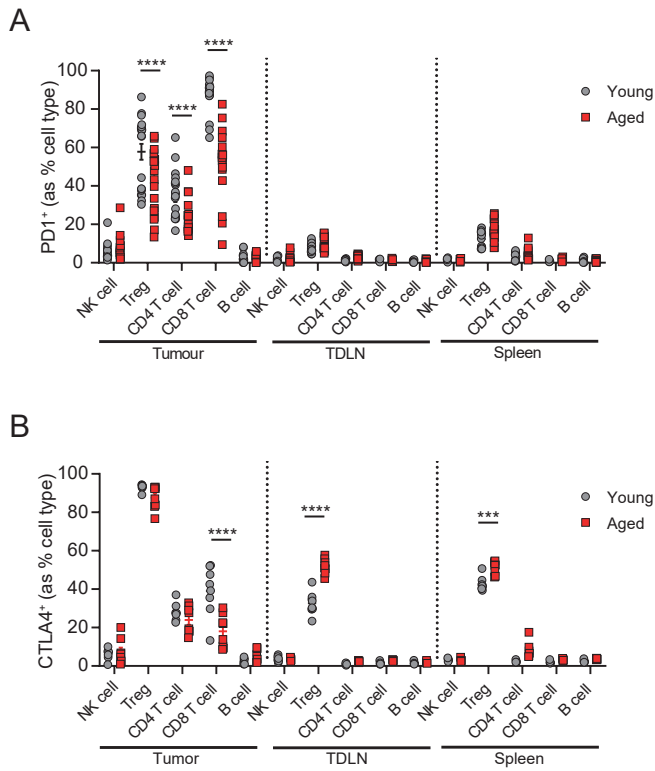 A
****
****
****
PD1+ (as % cell type)
100
80
60
40
20
0
Young
Aged
NK cell
Treg
CD4 T cell
CD8 T cell
B cell
NK cell
Treg
CD4 T cell
CD8 T cell
B cell
NK cell
Treg
CD4 T cell
CD8 T cell
B cell
Tumour
TDLN
Spleen
B
****
****
***
CTLA4+ (as % cell type)
100
80
60
40
20
0
Young
Aged
NK cell
Treg
CD4 T cell
CD8 T cell
B cell
NK cell
Treg
CD4 T cell
CD8 T cell
B cell
NK cell
Treg
CD4 T cell
CD8 T cell
B cell
Tumor
TDLN
Spleen